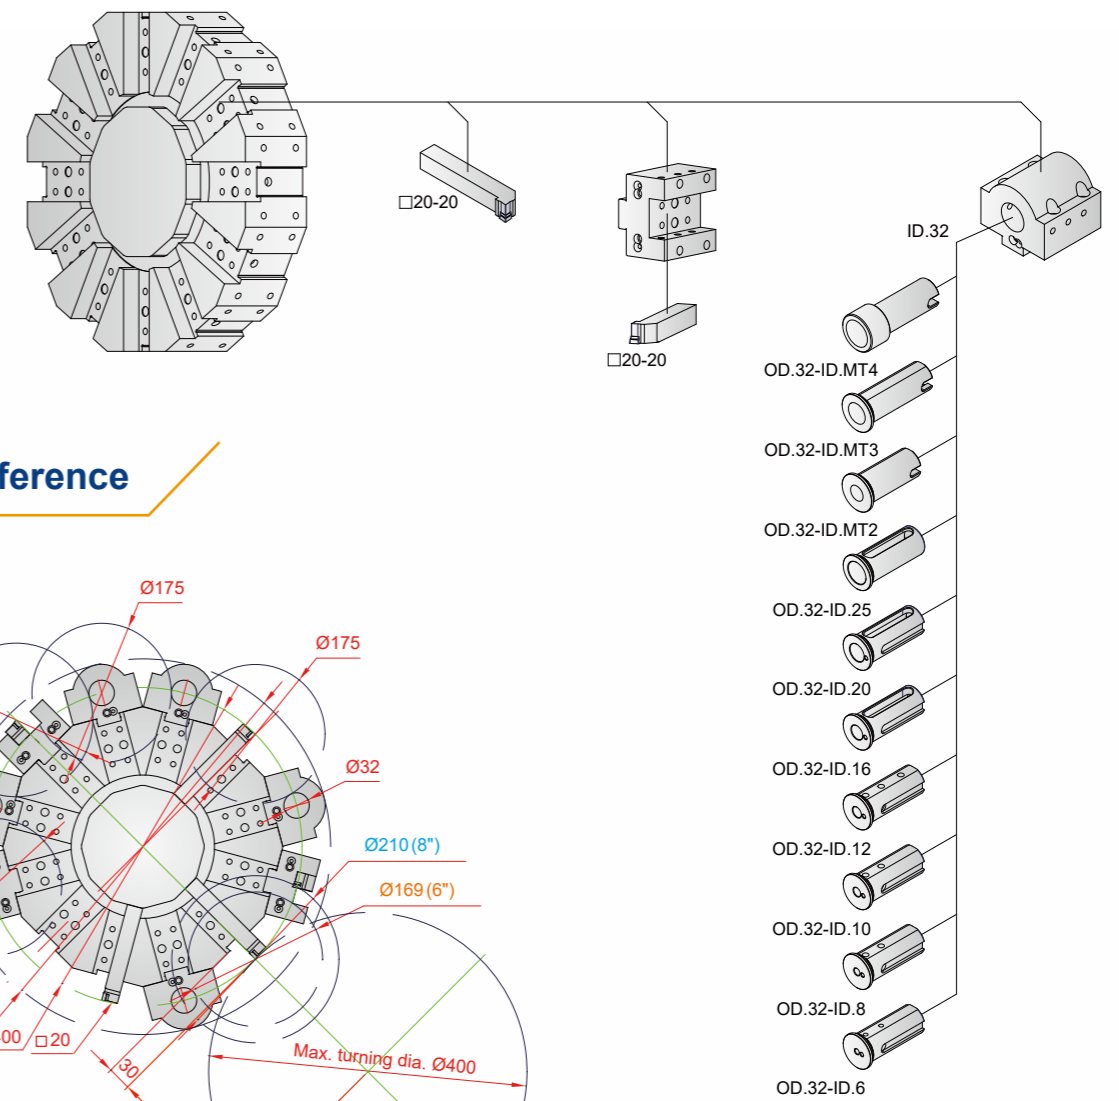 □20-20
ID.32
□20-20
OD.32-ID.MT4
OD.32-ID.MT3
OD.32-ID.MT2
OD.32-ID.25
OD.32-ID.20
OD.32-ID.16
OD.32-ID.12
OD.32-ID.10
OD.32-ID.8
OD.32-ID.6
ference
Ø175
Ø175
Ø32
Ø210(8")
Ø169(6")
00
□20
30
Max. turning dia. Ø400